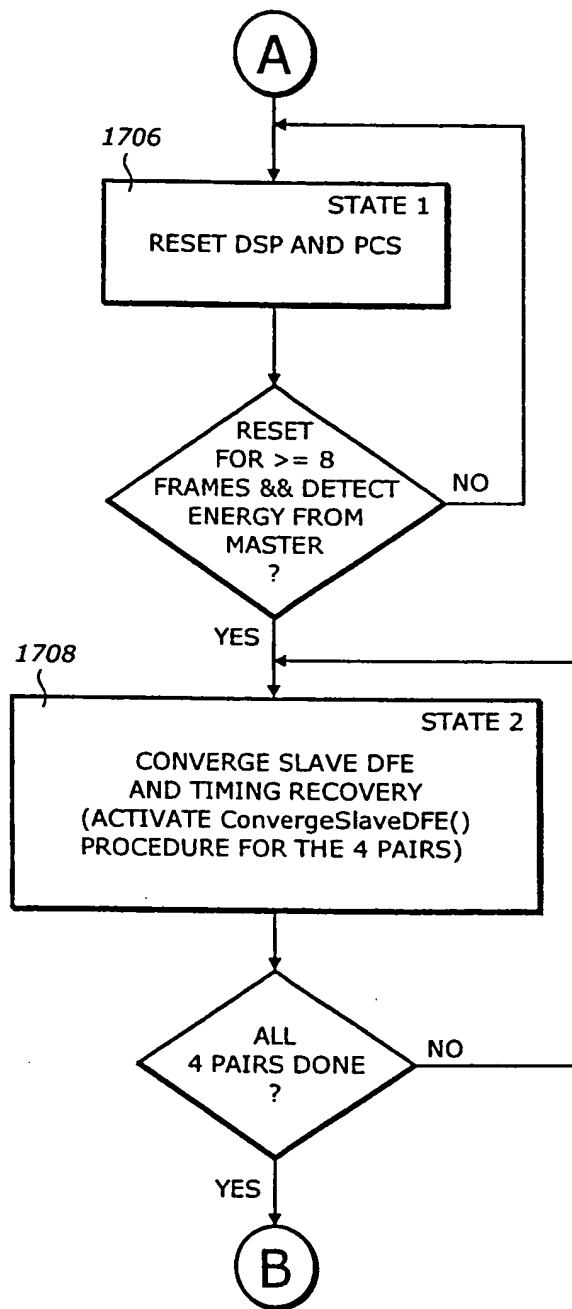 A
1706
STATE 1
RESET DSP AND PCS
RESET
FOR >= 8
FRAMES && DETECT
ENERGY FROM
MASTER
?
NO
YES
1708
STATE 2
CONVERGE SLAVE DFE
AND TIMING RECOVERY
(ACTIVATE ConvergeSlaveDFE()
PROCEDURE FOR THE 4 PAIRS)
ALL
4 PAIRS DONE
?
NO
YES
B